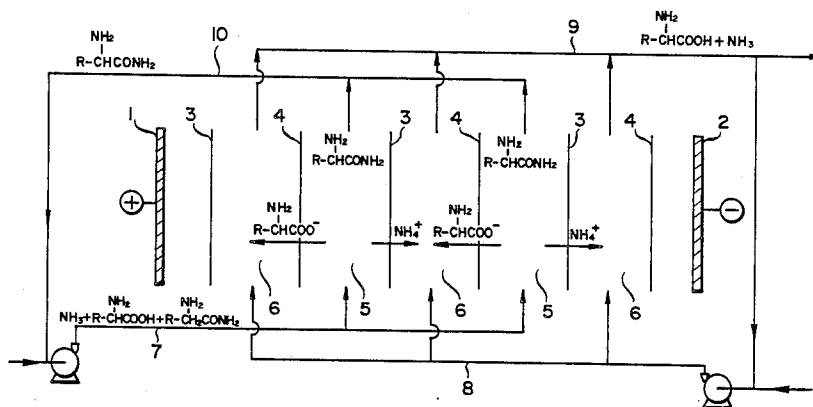 NH₂
R-CHCOOH + NH₃
9
10
NH₂
R-CHCONH₂
1
3
4
3
4
3
4
2
NH₂
R-CHCONH₂
NH₂
R-CHCONH₂
+
−
NH₂
R-CHCOO⁻
NH₄⁺
NH₂
R-CHCOO⁻
NH₄⁺
6
5
6
5
6
NH₂ NH₂
NH₃+R-CHCOOH+R-CH₂CONH₂
7
8